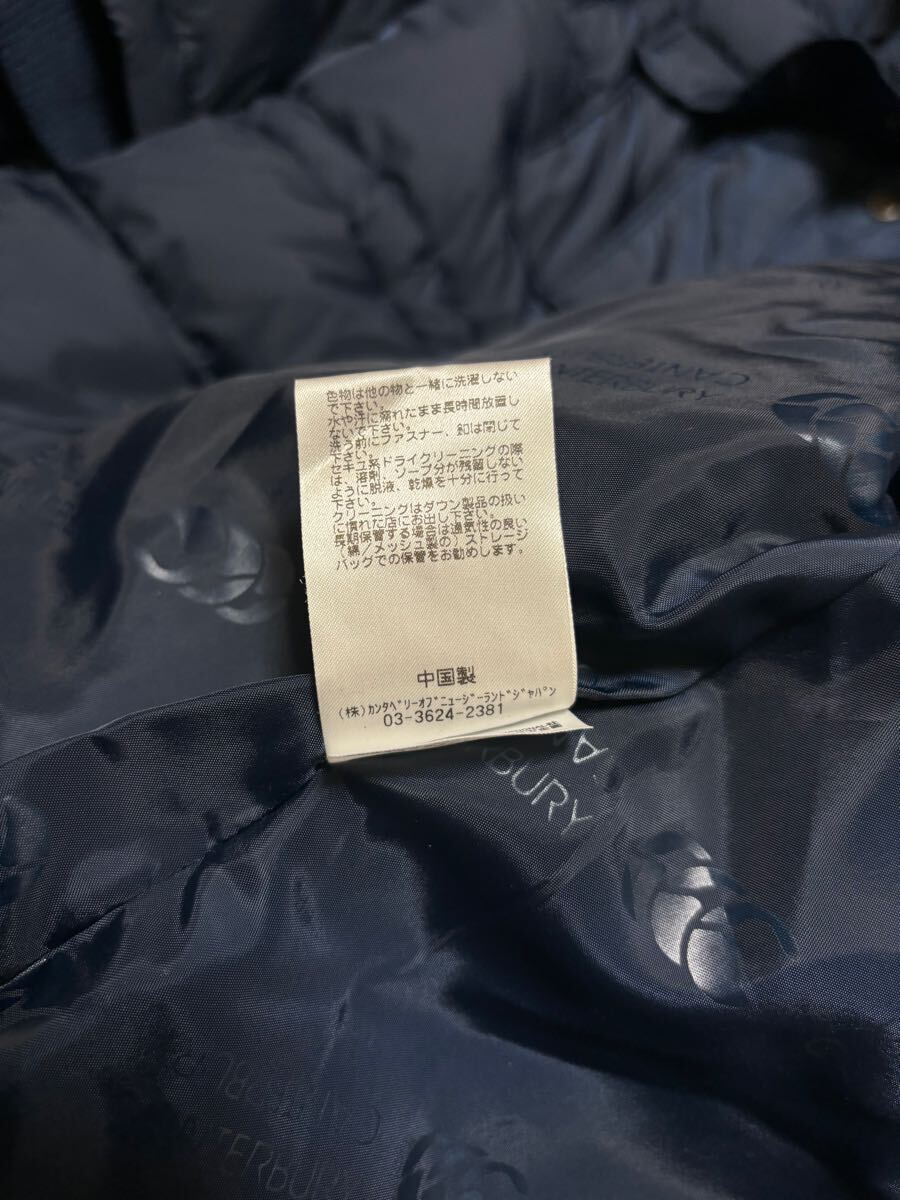 色物は他の物と一緒に洗濯しない
で下さい。
水や汗に濡れたまま長時間放置し
ないで下さい。
洗う前にファスナー、釦は閉じて
下さい。
セキユ系ドライクリーニングの際
は、溶剤、ソープ分が残留しない
ように脱液、乾燥を十分に行って
下さい。
クリーニングはダウン製品の扱い
に慣れた店にお出し下さい。
長期保管する場合は通気性の良い
(綿/メッシュ製の)ストレージ
バッグでの保管をお勧めします。
中国製
(株)ｶﾝﾀﾍﾞﾘｰｵﾌﾞﾆｭｰｼﾞｰﾗﾝﾄﾞｼﾞｬﾊﾟﾝ
03-3624-2381